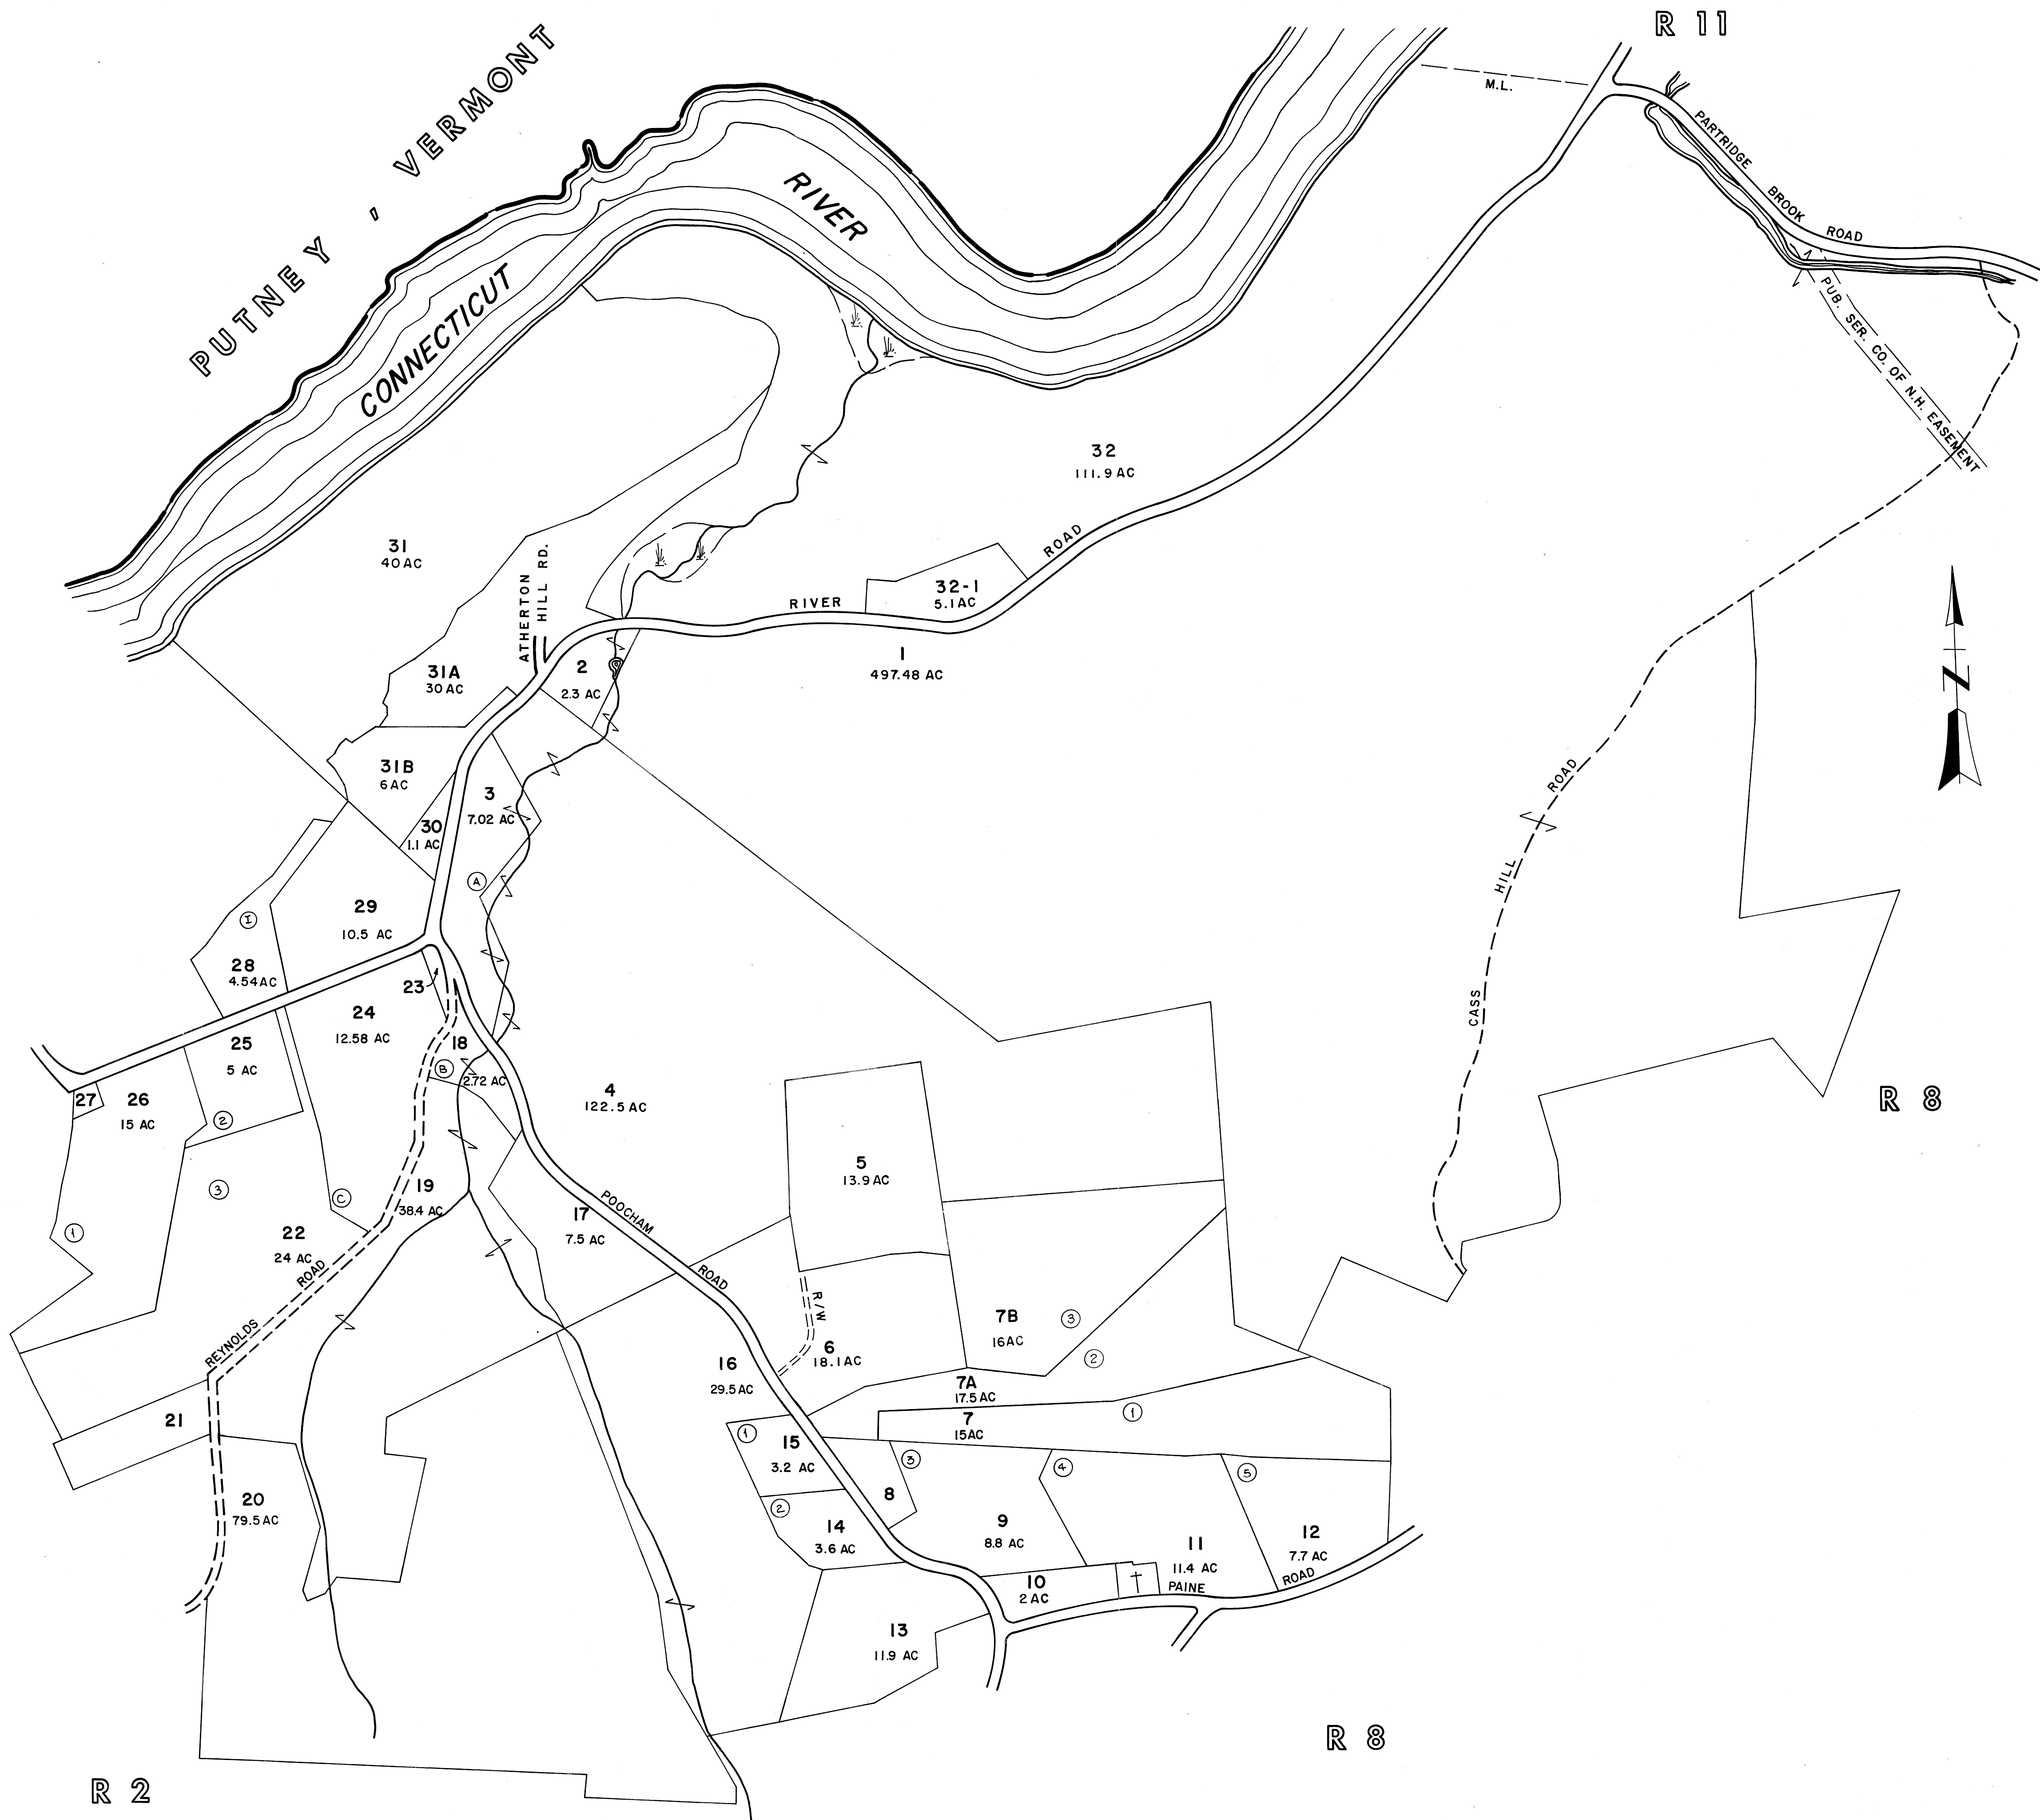 R 11
PUTNEY, VERMONT
CONNECTICUT
RIVER
M.L.
PARTRIDGE
BROOK
ROAD
PUB. SER. CO. OF N.H. EASEMENT
32
111.9 AC
31
40 AC
ATHERTON
HILL RD.
ROAD
RIVER
32-1
5.1 AC
1
497.48 AC
2
2.3 AC
31A
30 AC
N
31B
6 AC
3
7.02 AC
30
1.1 AC
ROAD
HILL
CASS
A
29
10.5 AC
I
28
4.54 AC
23
24
12.58 AC
25
5 AC
18
B
2.72 AC
4
122.5 AC
27
26
15 AC
2
R 8
5
13.9 AC
3
C
19
38.4 AC
17
7.5 AC
POOCHAM
ROAD
1
22
24 AC
ROAD
REYNOLDS
R/W
6
18.1 AC
7B
16 AC
3
2
16
29.5 AC
7A
17.5 AC
7
15 AC
1
21
1
15
3.2 AC
3
4
5
8
20
79.5 AC
2
14
3.6 AC
9
8.8 AC
11
11.4 AC
12
7.7 AC
10
2 AC
PAINE
ROAD
13
11.9 AC
R 8
R 2